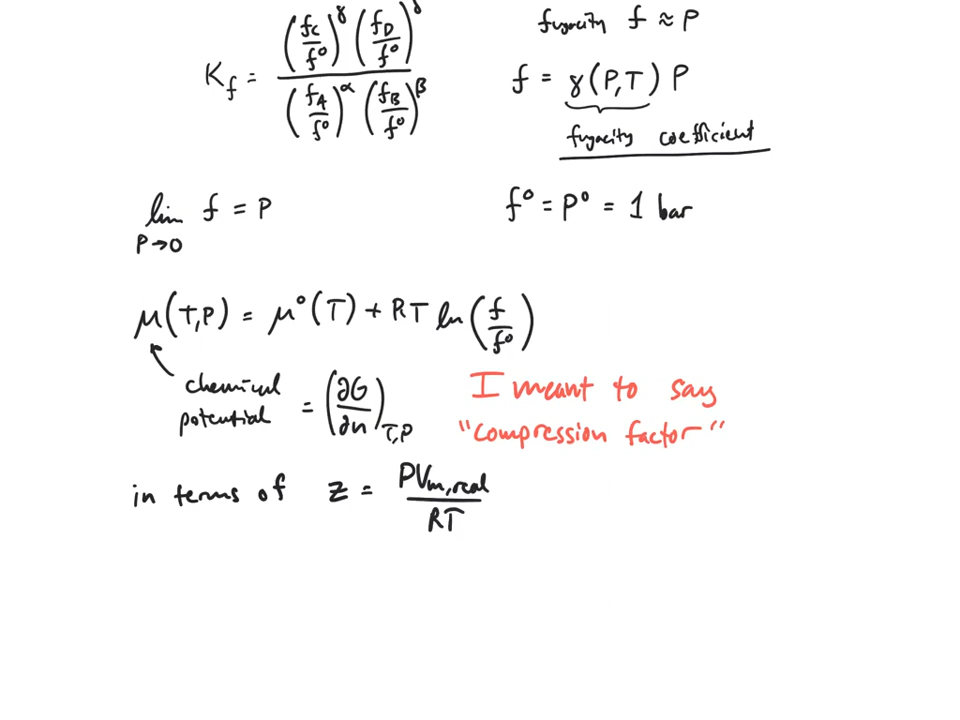 fugacity f ≈ P
K_f = (f_C/f°)^γ (f_D/f°)^δ / (f_A/f°)^α (f_B/f°)^β
f = γ(P,T) P
fugacity coefficient
lim P→0 f = P
f° = P° = 1 bar
μ(T,P) = μ°(T) + RT ln(f/f°)
chemical potential = (∂G/∂n)_T,P
I meant to say
"compression factor"
in terms of z = PV_m,real / RT